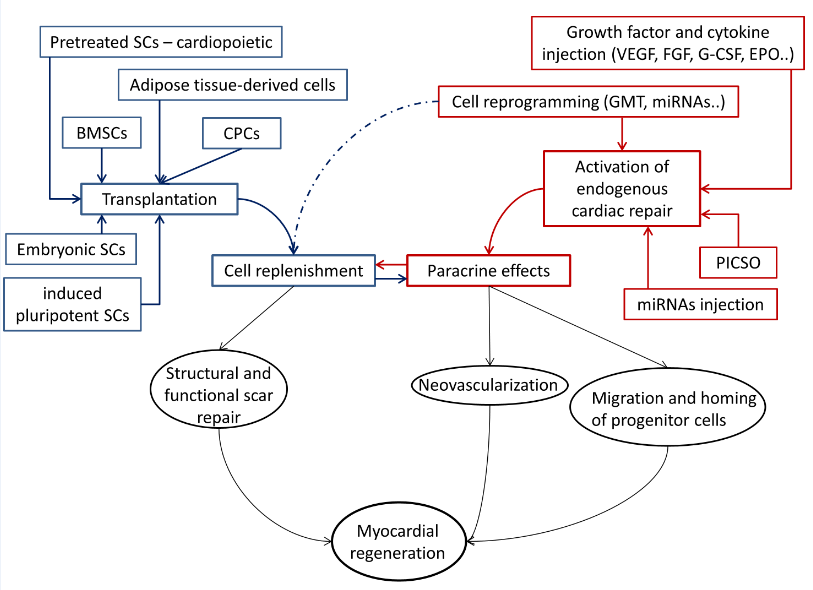 Pretreated SCs – cardiopoietic
Adipose tissue-derived cells
BMSCs
CPCs
Transplantation
Embryonic SCs
induced
pluripotent SCs
Growth factor and cytokine
injection (VEGF, FGF, G-CSF, EPO..)
Cell reprogramming (GMT, miRNAs..)
Activation of
endogenous
cardiac repair
PICSO
miRNAs injection
Cell replenishment
Paracrine effects
Structural and
functional scar
repair
Neovascularization
Migration and homing
of progenitor cells
Myocardial
regeneration